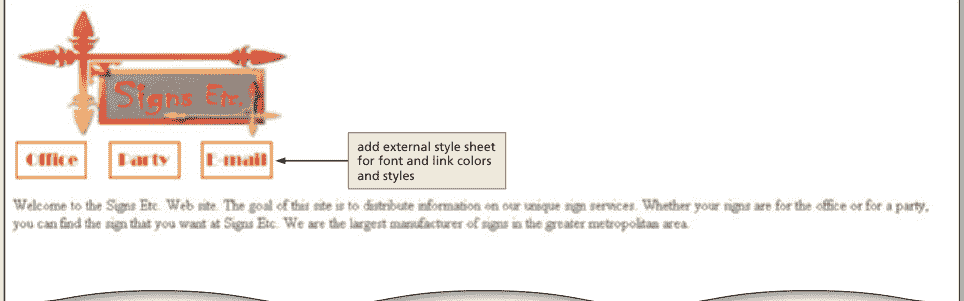 Signs Etc.
Office Party E-mail
add external style sheet
for font and link colors
and styles
Welcome to the Signs Etc. Web site. The goal of this site is to distribute information on our unique sign services. Whether your signs are for the office or for a party,
you can find the sign that you want at Signs Etc. We are the largest manufacturer of signs in the greater metropolitan area.